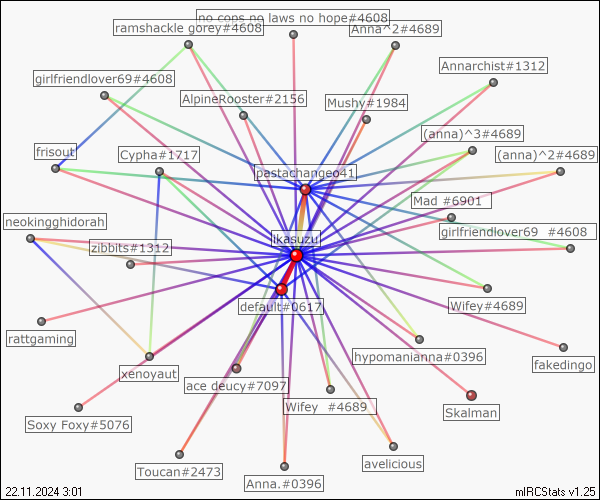 no cops no laws no hope#4608
ramshackle gorey#4608
Anna^2#4689
Annarchist#1312
girlfriendlover69#4608
AlpineRooster#2156
Mushy#1984
(anna)^3#4689
frisout
Cypha#1717
(anna)^2#4689
pastachangeo41
Mad_#6901
neokingghidorah
girlfriendlover69__#4608
zibbits#1312
ikasuzu
default#0617
Wifey#4689
rattgaming
hypomanianna#0396
fakedingo
xenoyaut
ace deucy#7097
Wifey__#4689
Skalman
Soxy Foxy#5076
avelicious
Toucan#2473
Anna.#0396
22.11.2024 3:01
mIRCStats v1.25